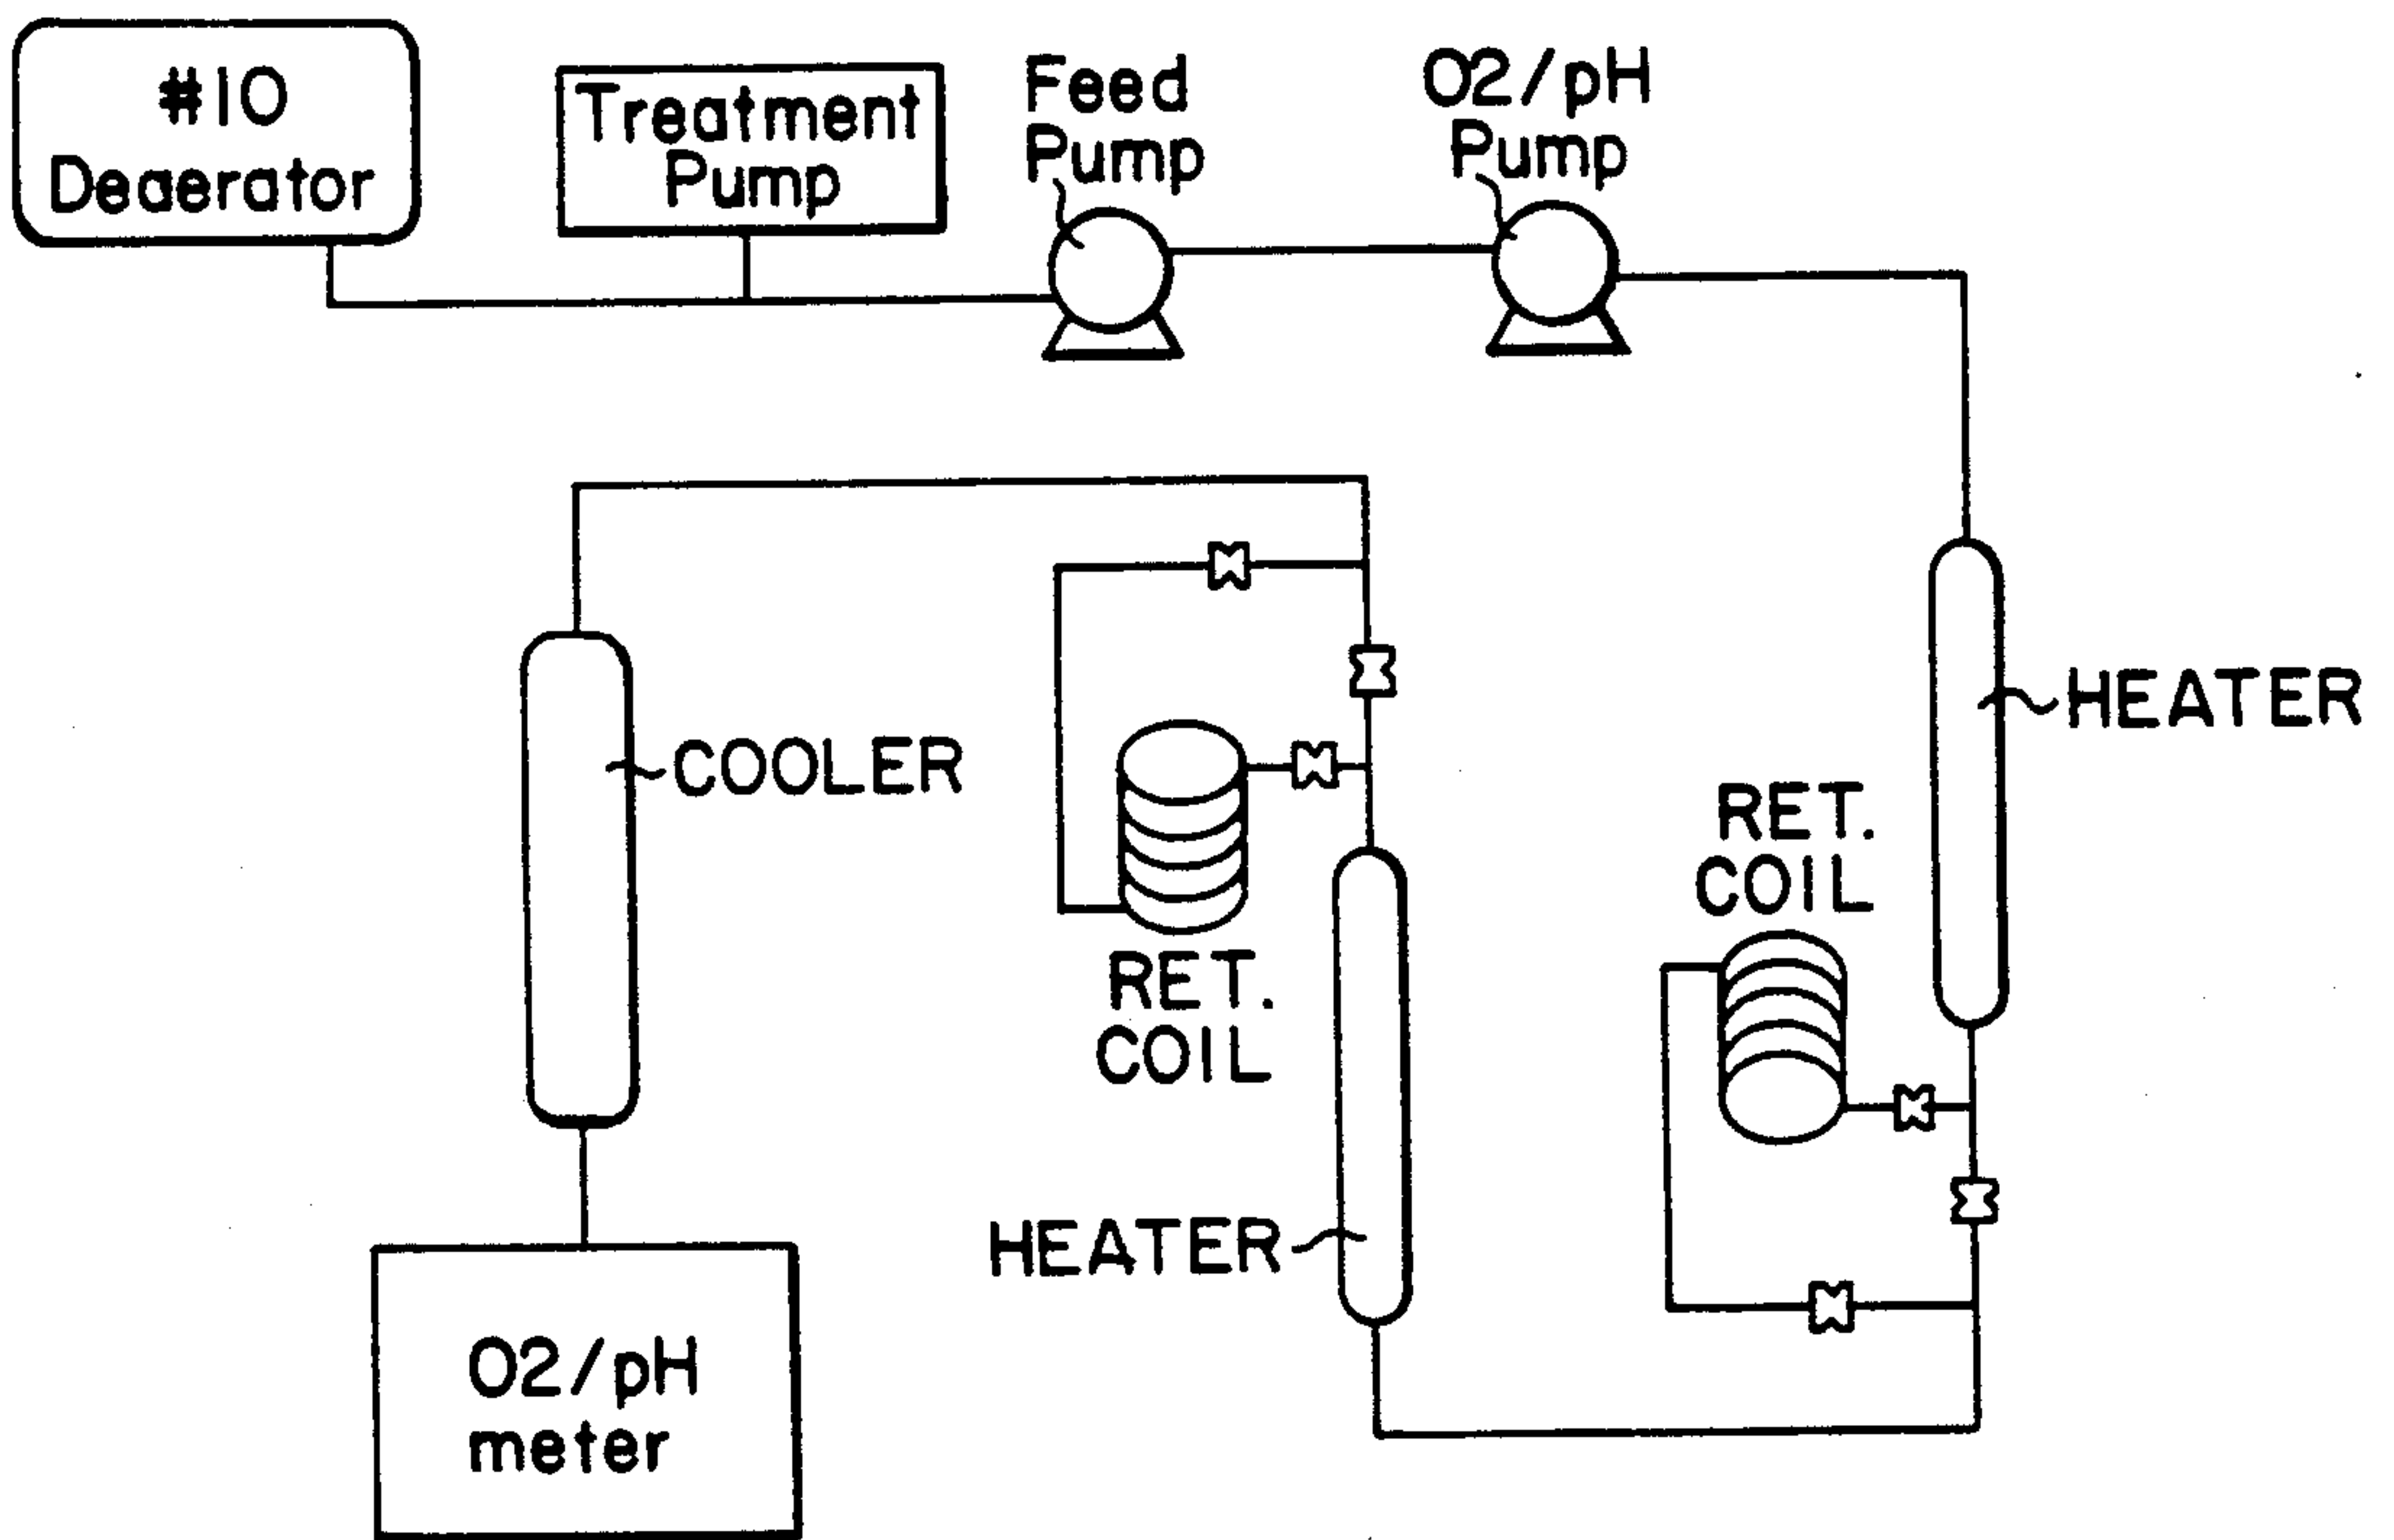 #10
Deaerator
Treatment
Pump
Feed
Pump
O2/pH
Pump
HEATER
COOLER
RET.
COIL
RET.
COIL
HEATER
O2/pH
meter